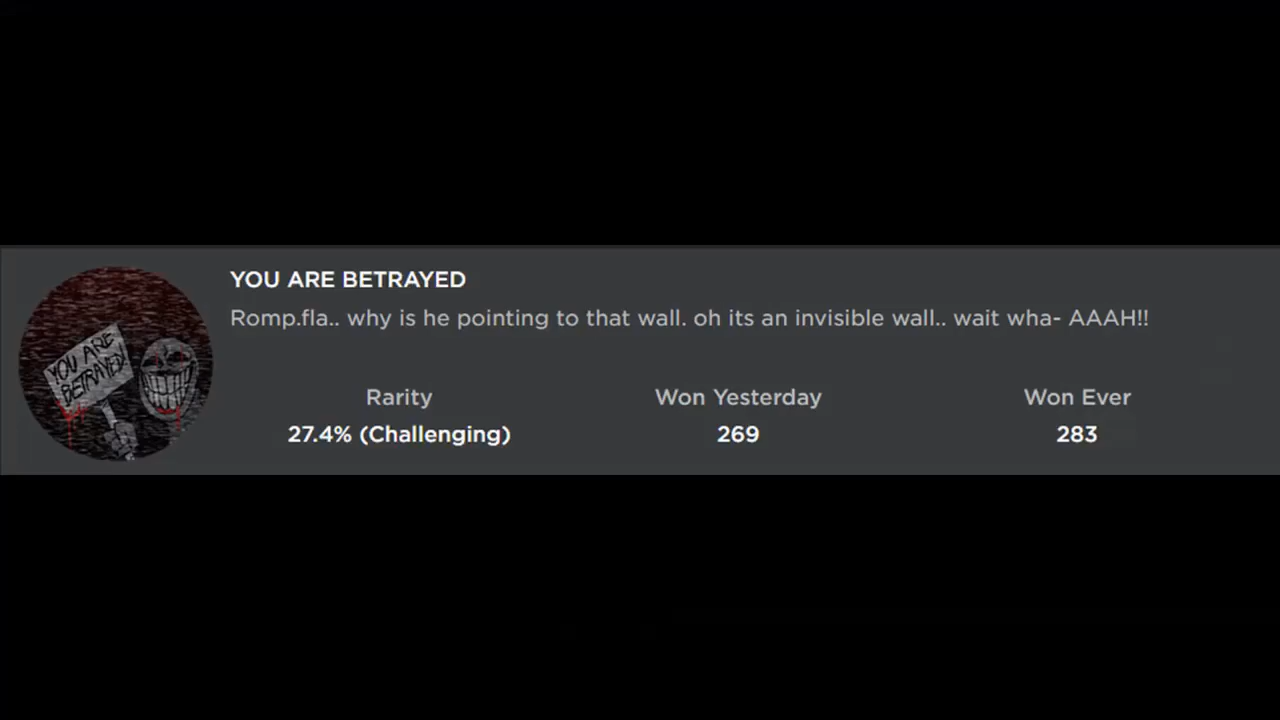 YOU ARE BETRAYED
Romp.fla.. why is he pointing to that wall. oh its an invisible wall.. wait wha- AAAH!!
YOU ARE
BETRAYED!
Rarity Won Yesterday Won Ever
27.4% (Challenging) 269 283